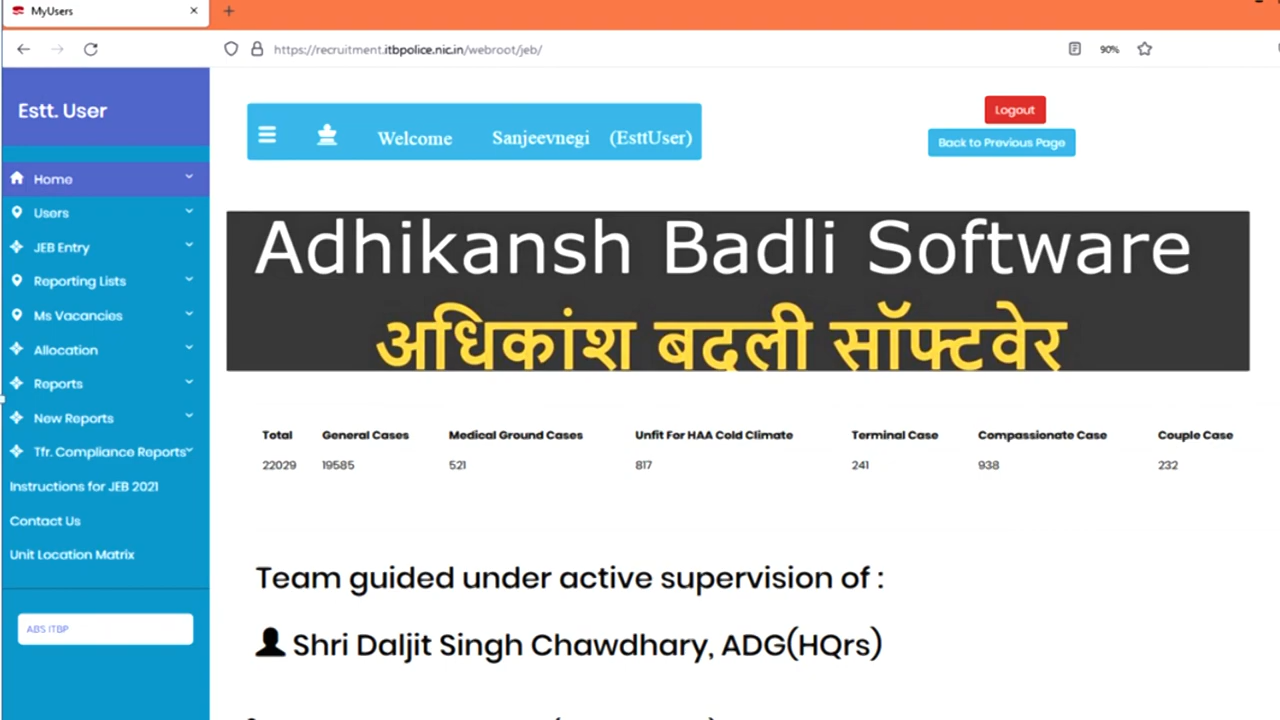 MyUsers
https://recruitment.itbpolice.nic.in/webroot/jeb/
90%
Estt. User
Home
Users
JEB Entry
Reporting Lists
Ms Vacancies
Allocation
Reports
New Reports
Tfr. Compliance Reports
Instructions for JEB 2021
Contact Us
Unit Location Matrix
ABS ITBP
Welcome Sanjeevnegi (EsttUser)
Logout
Back to Previous Page
Adhikansh Badli Software
अधिकांश बदली सॉफ्टवेर
Total General Cases Medical Ground Cases Unfit For HAA Cold Climate Terminal Case Compassionate Case Couple Case
22029 19585 521 817 241 938 232
Team guided under active supervision of :
Shri Daljit Singh Chawdhary, ADG(HQrs)